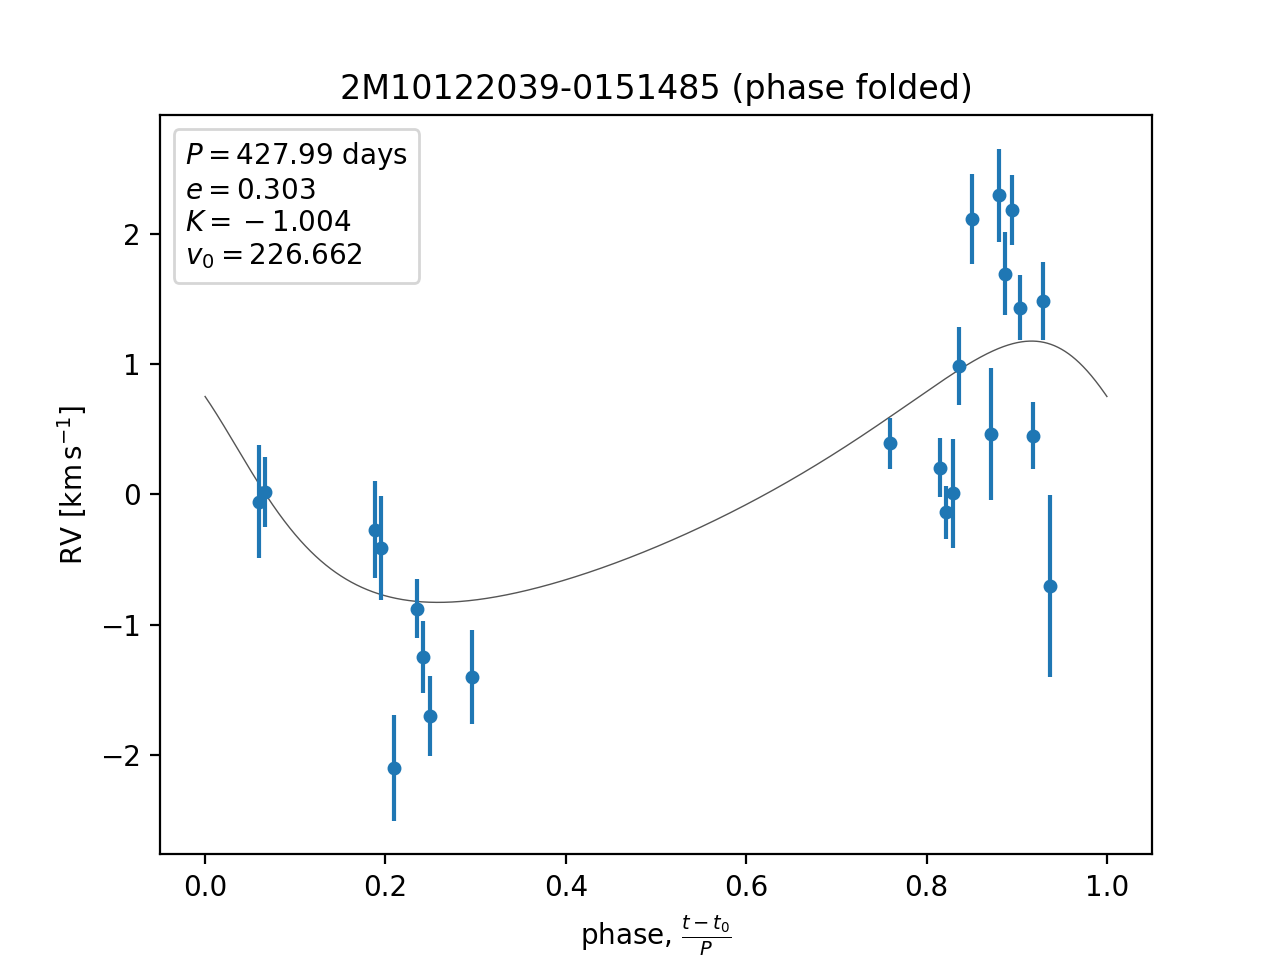 2M10122039-0151485 (phase folded)
P = 427.99 days
e = 0.303
K = −1.004
v₀ = 226.662
RV [km s⁻¹]
2
1
0
−1
−2
0.0 0.2 0.4 0.6 0.8 1.0
phase, (t − t₀)/P